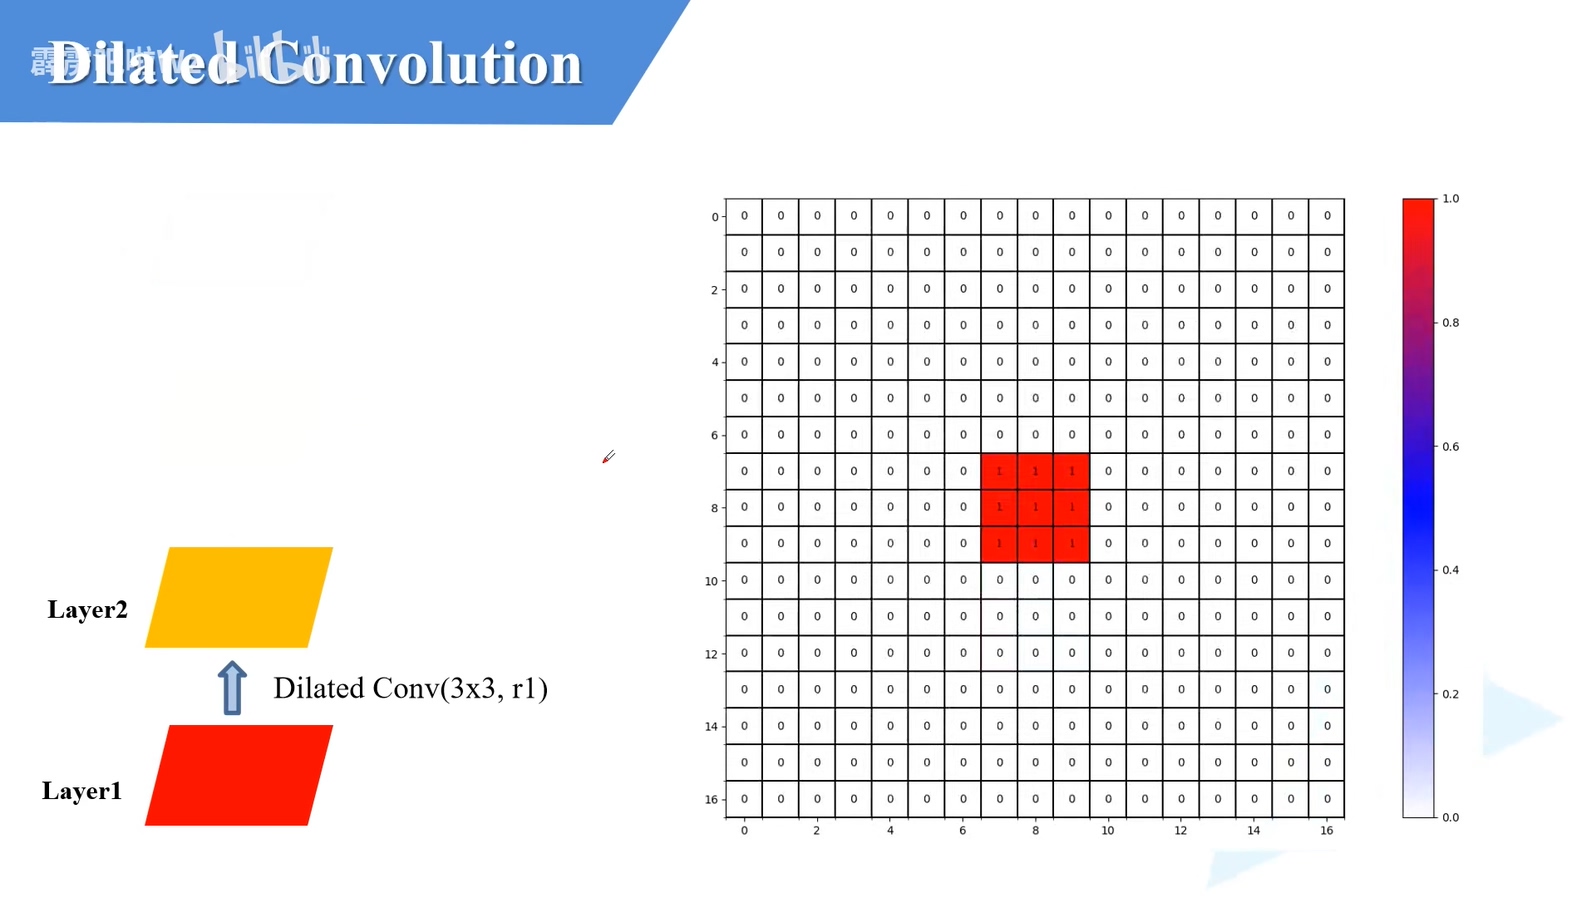 Dilated Convolution
霹雳吧啦Wz bilibili
0 0 0 0 0 0 0 0 0 0 0 0 0 0 0 0 0 0
0 0 0 0 0 0 0 0 0 0 0 0 0 0 0 0 0
2 0 0 0 0 0 0 0 0 0 0 0 0 0 0 0 0 0
0 0 0 0 0 0 0 0 0 0 0 0 0 0 0 0 0
4 0 0 0 0 0 0 0 0 0 0 0 0 0 0 0 0 0
0 0 0 0 0 0 0 0 0 0 0 0 0 0 0 0 0
6 0 0 0 0 0 0 0 0 0 0 0 0 0 0 0 0 0
0 0 0 0 0 0 0 1 1 1 0 0 0 0 0 0 0
8 0 0 0 0 0 0 0 1 1 1 0 0 0 0 0 0 0
0 0 0 0 0 0 0 1 1 1 0 0 0 0 0 0 0
10 0 0 0 0 0 0 0 0 0 0 0 0 0 0 0 0 0
0 0 0 0 0 0 0 0 0 0 0 0 0 0 0 0 0
12 0 0 0 0 0 0 0 0 0 0 0 0 0 0 0 0 0
0 0 0 0 0 0 0 0 0 0 0 0 0 0 0 0 0
14 0 0 0 0 0 0 0 0 0 0 0 0 0 0 0 0 0
0 0 0 0 0 0 0 0 0 0 0 0 0 0 0 0 0
16 0 0 0 0 0 0 0 0 0 0 0 0 0 0 0 0 0
0 2 4 6 8 10 12 14 16
1.0
0.8
0.6
0.4
0.2
0.0
Layer2
Dilated Conv(3x3, r1)
Layer1